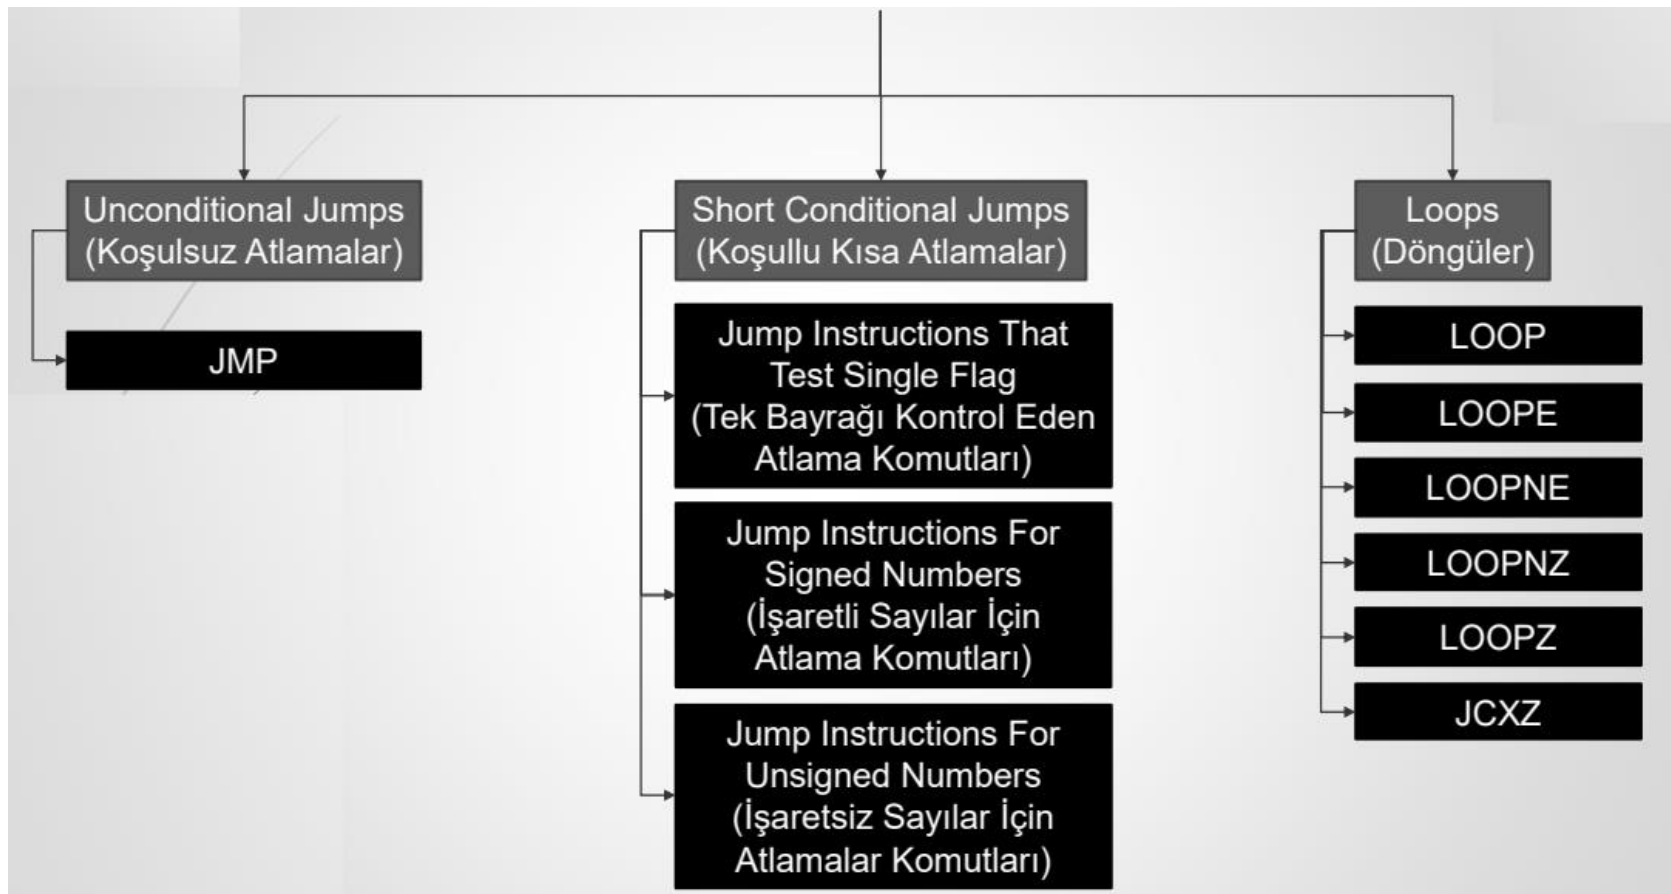 Unconditional Jumps
(Koşulsuz Atlamalar)
JMP
Short Conditional Jumps
(Koşullu Kısa Atlamalar)
Jump Instructions That
Test Single Flag
(Tek Bayrağı Kontrol Eden
Atlama Komutları)
Jump Instructions For
Signed Numbers
(İşaretli Sayılar İçin
Atlama Komutları)
Jump Instructions For
Unsigned Numbers
(İşaretsiz Sayılar İçin
Atlamalar Komutları)
Loops
(Döngüler)
LOOP
LOOPE
LOOPNE
LOOPNZ
LOOPZ
JCXZ